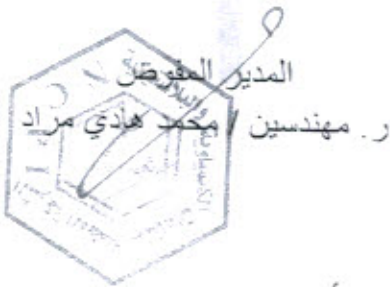 المدير المفوض
ر. مهندسين / محمد هادي مراد